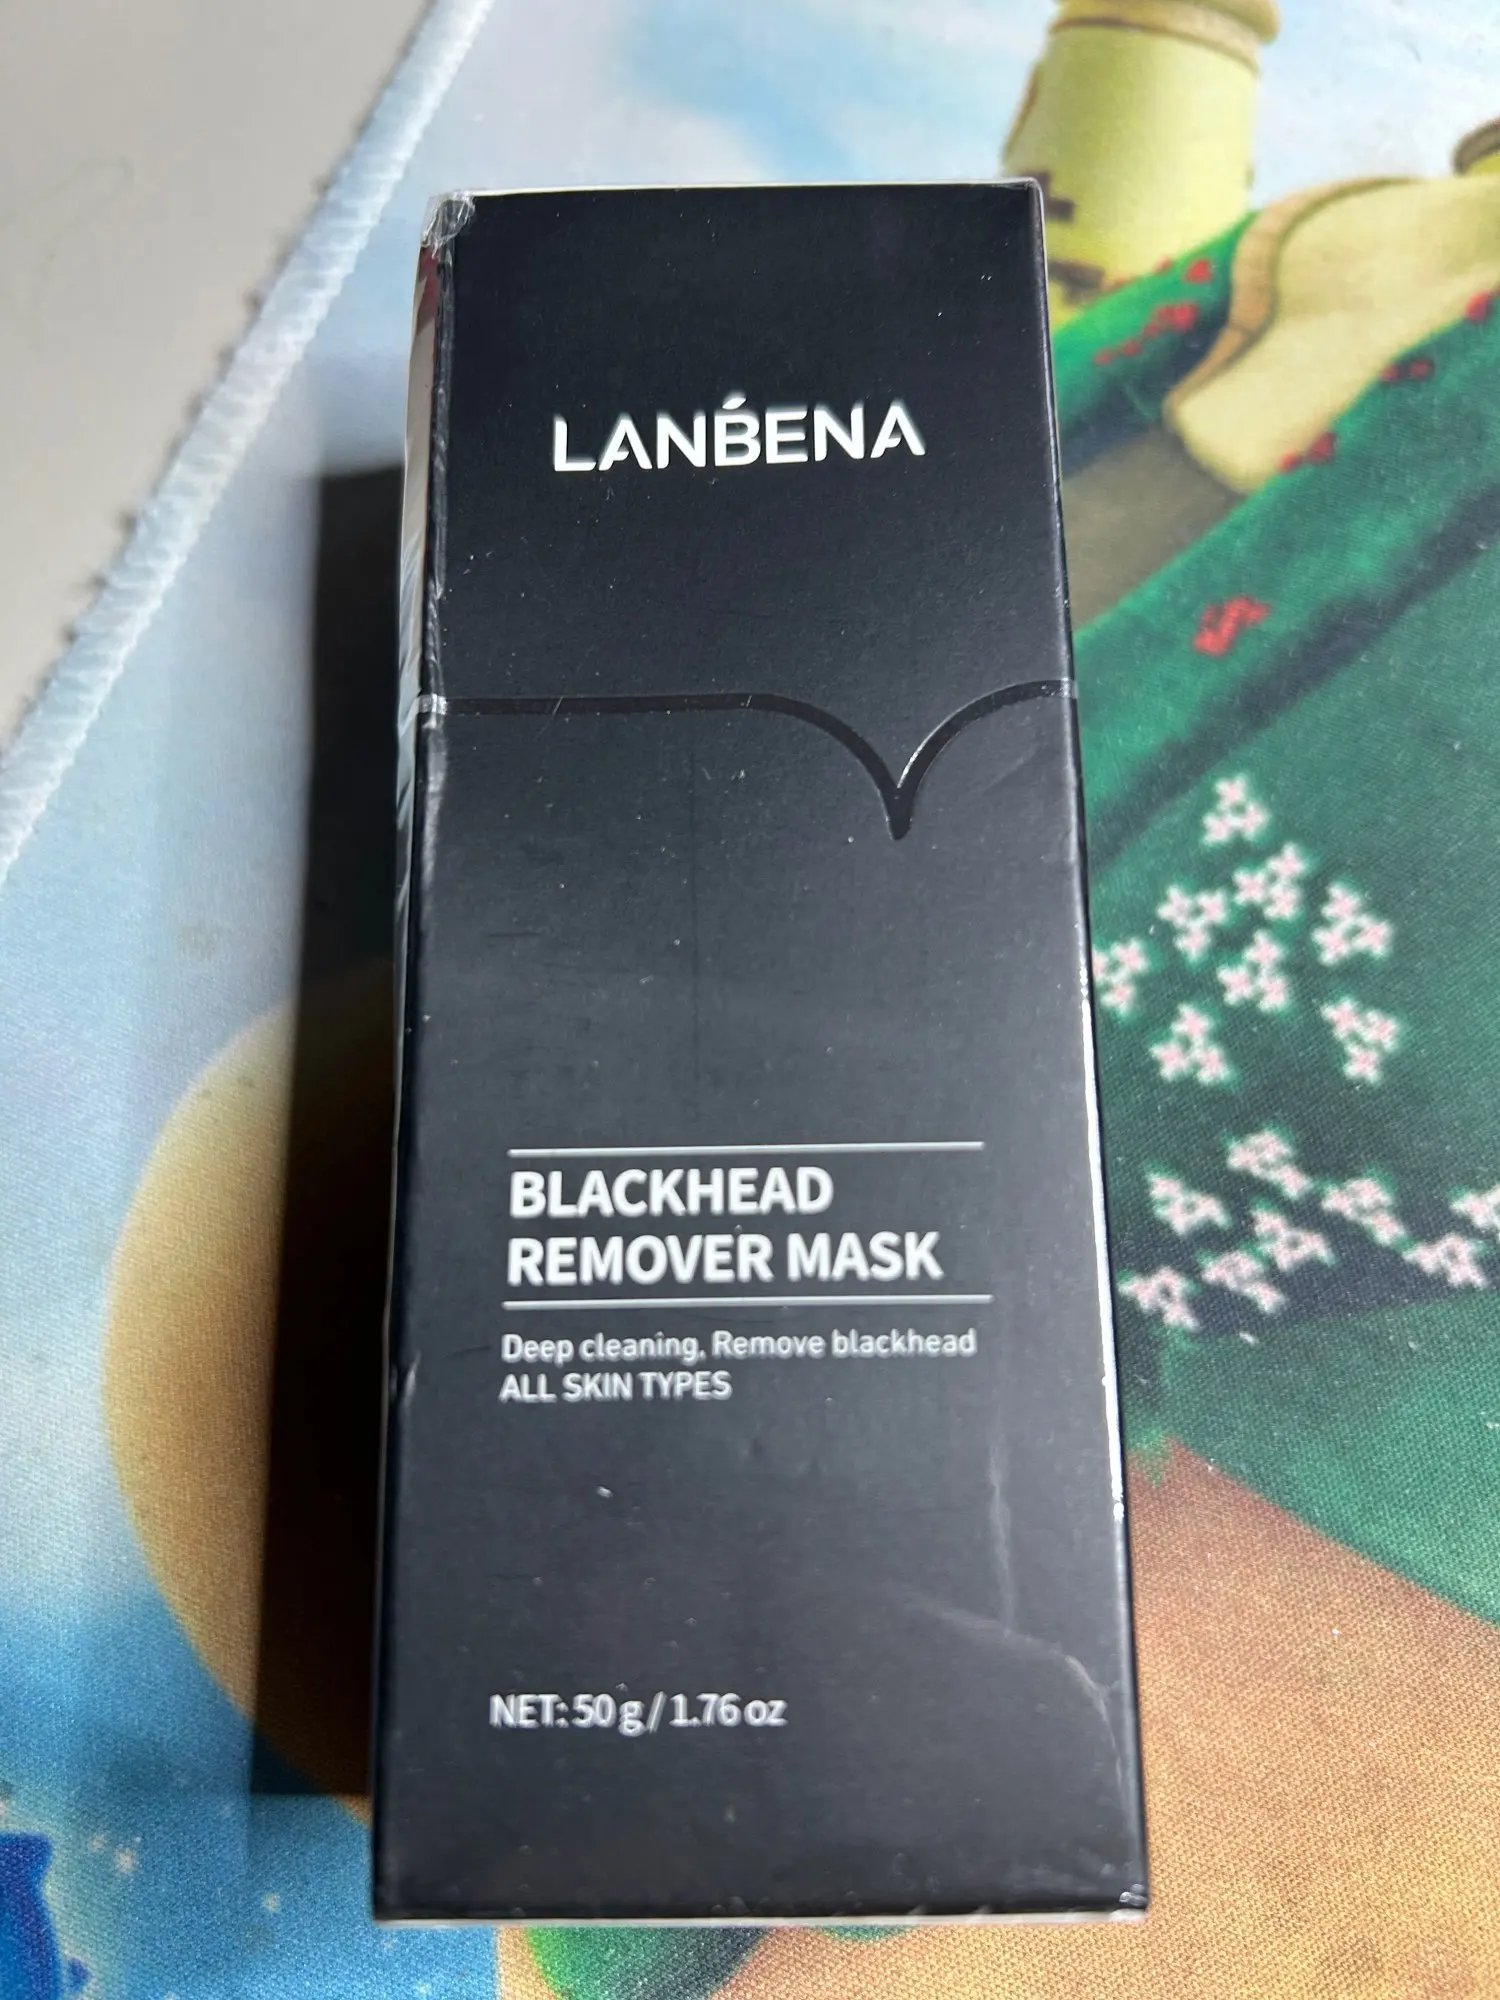 LANBENA
BLACKHEAD
REMOVER MASK
Deep cleaning, Remove blackhead
ALL SKIN TYPES
NET: 50 g / 1.76 oz